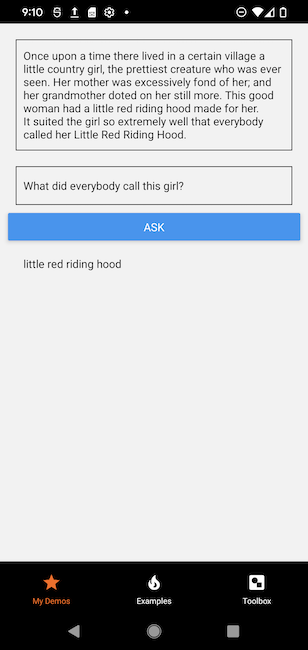 9:10
Once upon a time there lived in a certain village a
little country girl, the prettiest creature who was ever
seen. Her mother was excessively fond of her; and
her grandmother doted on her still more. This good
woman had a little red riding hood made for her.
It suited the girl so extremely well that everybody
called her Little Red Riding Hood.
What did everybody call this girl?
ASK
little red riding hood
My Demos Examples Toolbox